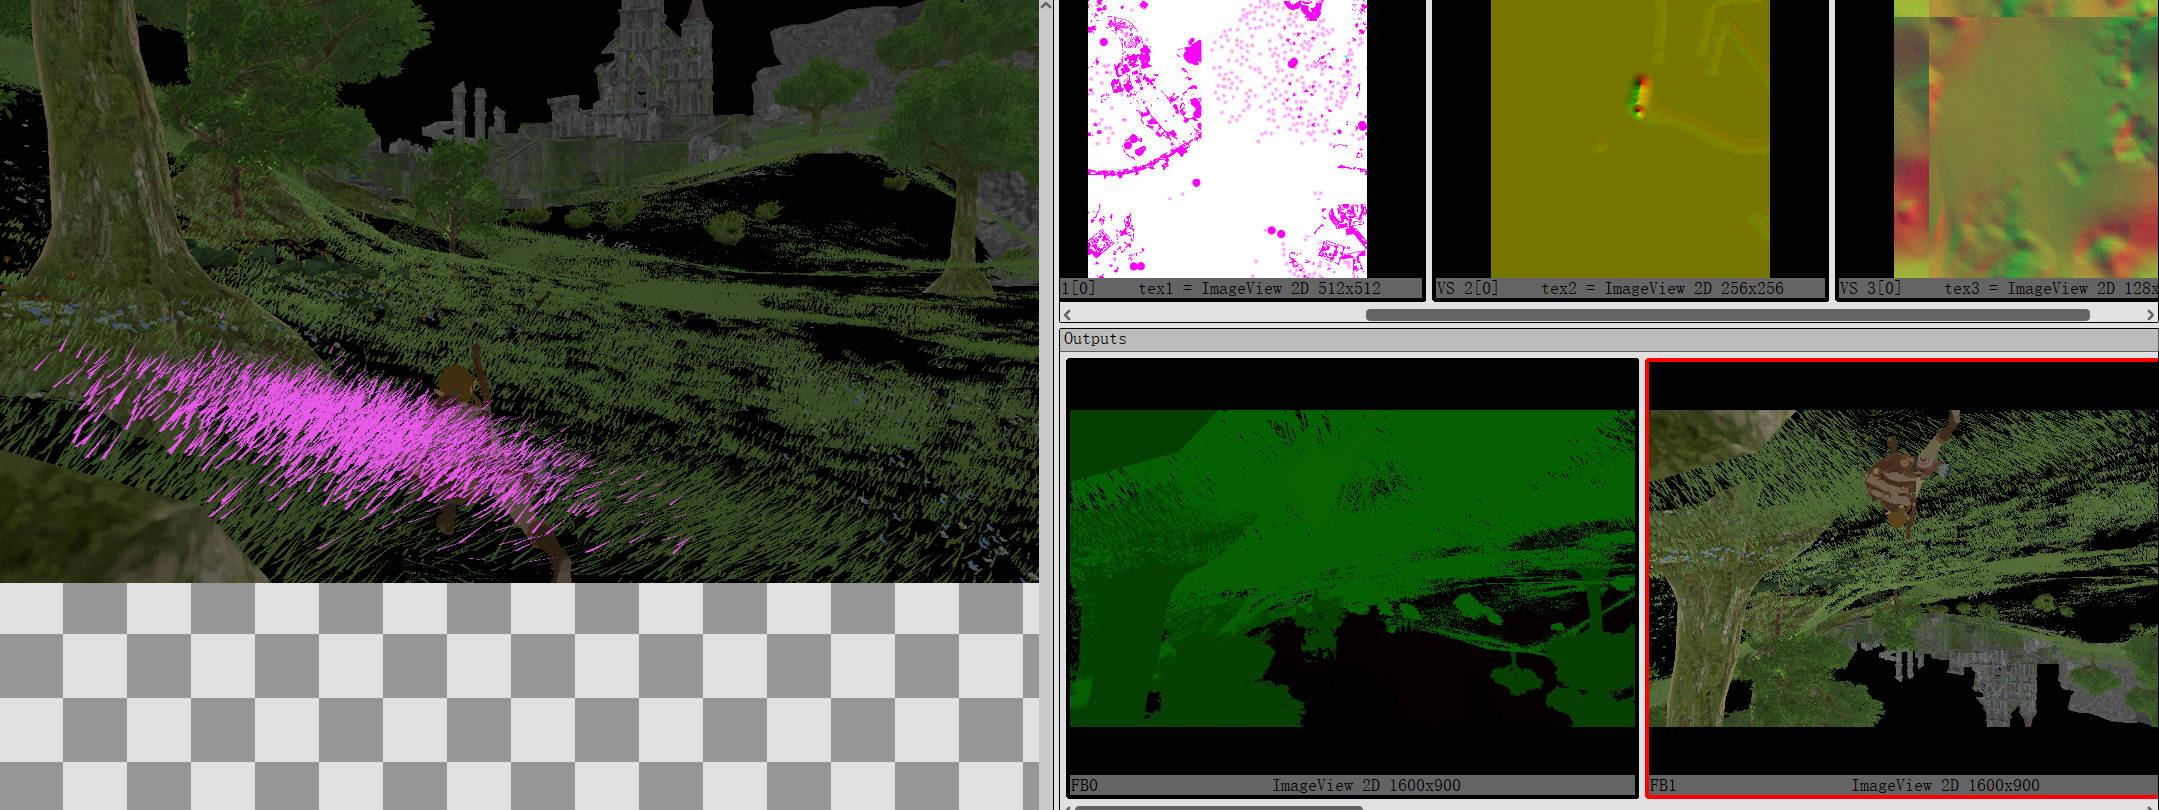 1[0] tex1 = ImageView 2D 512x512
VS 2[0] tex2 = ImageView 2D 256x256
VS 3[0] tex3 = ImageView 2D 128x
Outputs
FB0 ImageView 2D 1600x900
FB1 ImageView 2D 1600x900